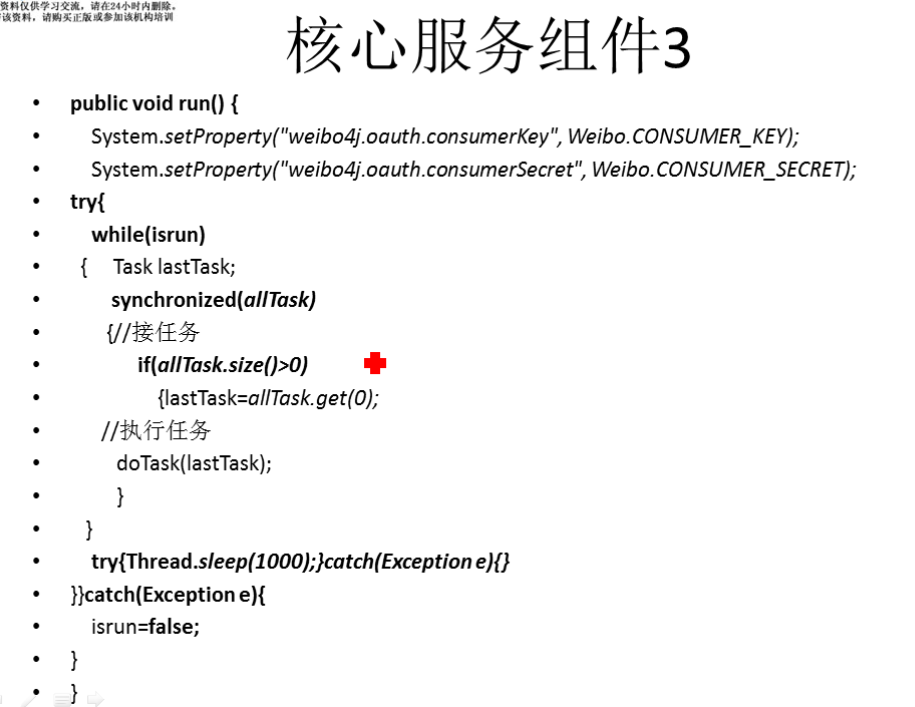 资料仅供学习交流，请在24小时内删除。
该资料，请购买正版或参加该机构培训
核心服务组件3
• public void run() {
• System.setProperty("weibo4j.oauth.consumerKey", Weibo.CONSUMER_KEY);
• System.setProperty("weibo4j.oauth.consumerSecret", Weibo.CONSUMER_SECRET);
• try{
• while(isrun)
• { Task lastTask;
• synchronized(allTask)
• {//接任务
• if(allTask.size()>0)
• {lastTask=allTask.get(0);
• //执行任务
• doTask(lastTask);
• }
• }
• try{Thread.sleep(1000);}catch(Exception e){}
• }}catch(Exception e){
• isrun=false;
• }
• }